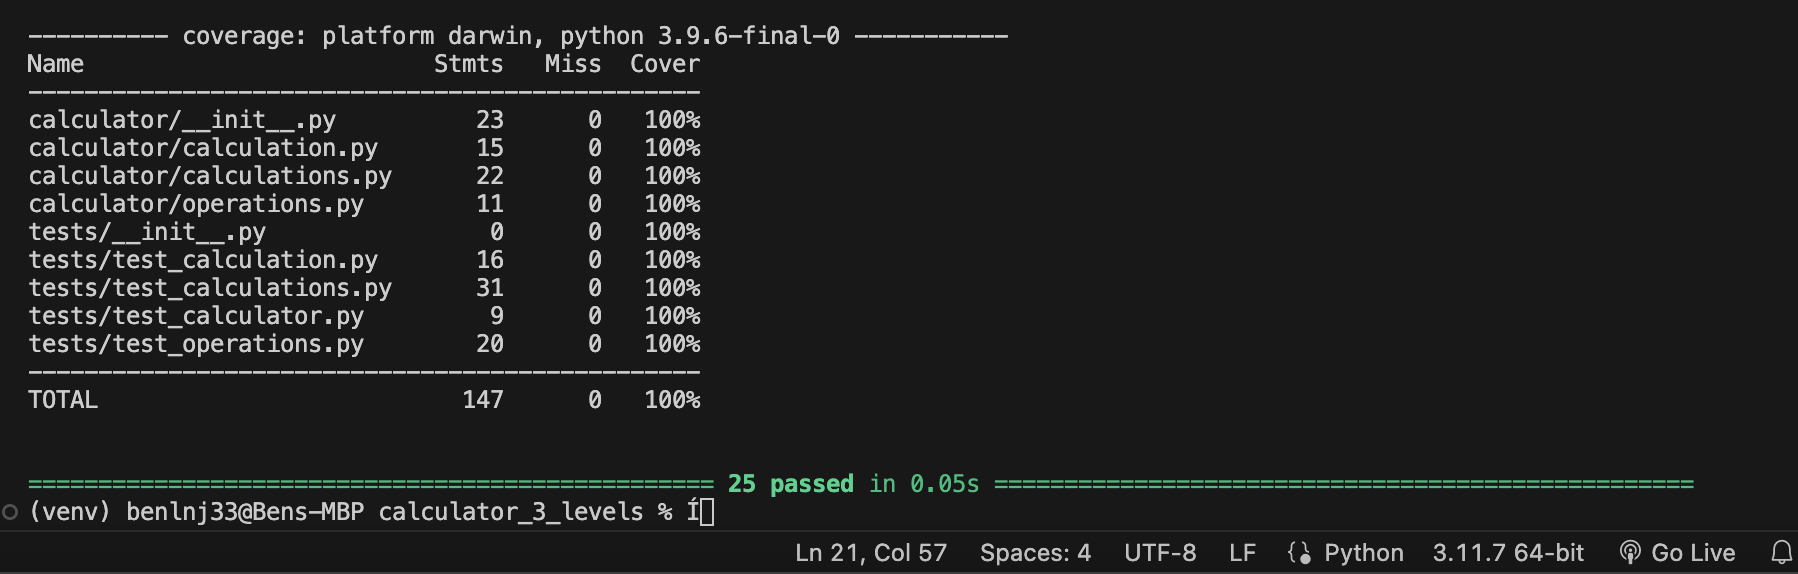 ---------- coverage: platform darwin, python 3.9.6-final-0 -----------
Name                         Stmts   Miss  Cover
------------------------------------------------
calculator/__init__.py          23      0   100%
calculator/calculation.py       15      0   100%
calculator/calculations.py      22      0   100%
calculator/operations.py        11      0   100%
tests/__init__.py                0      0   100%
tests/test_calculation.py       16      0   100%
tests/test_calculations.py      31      0   100%
tests/test_calculator.py         9      0   100%
tests/test_operations.py        20      0   100%
------------------------------------------------
TOTAL                          147      0   100%
================================================= 25 passed in 0.05s ==================================================
(venv) benlnj33@Bens-MBP calculator_3_levels % Í
Ln 21, Col 57 Spaces: 4 UTF-8 LF Python 3.11.7 64-bit Go Live